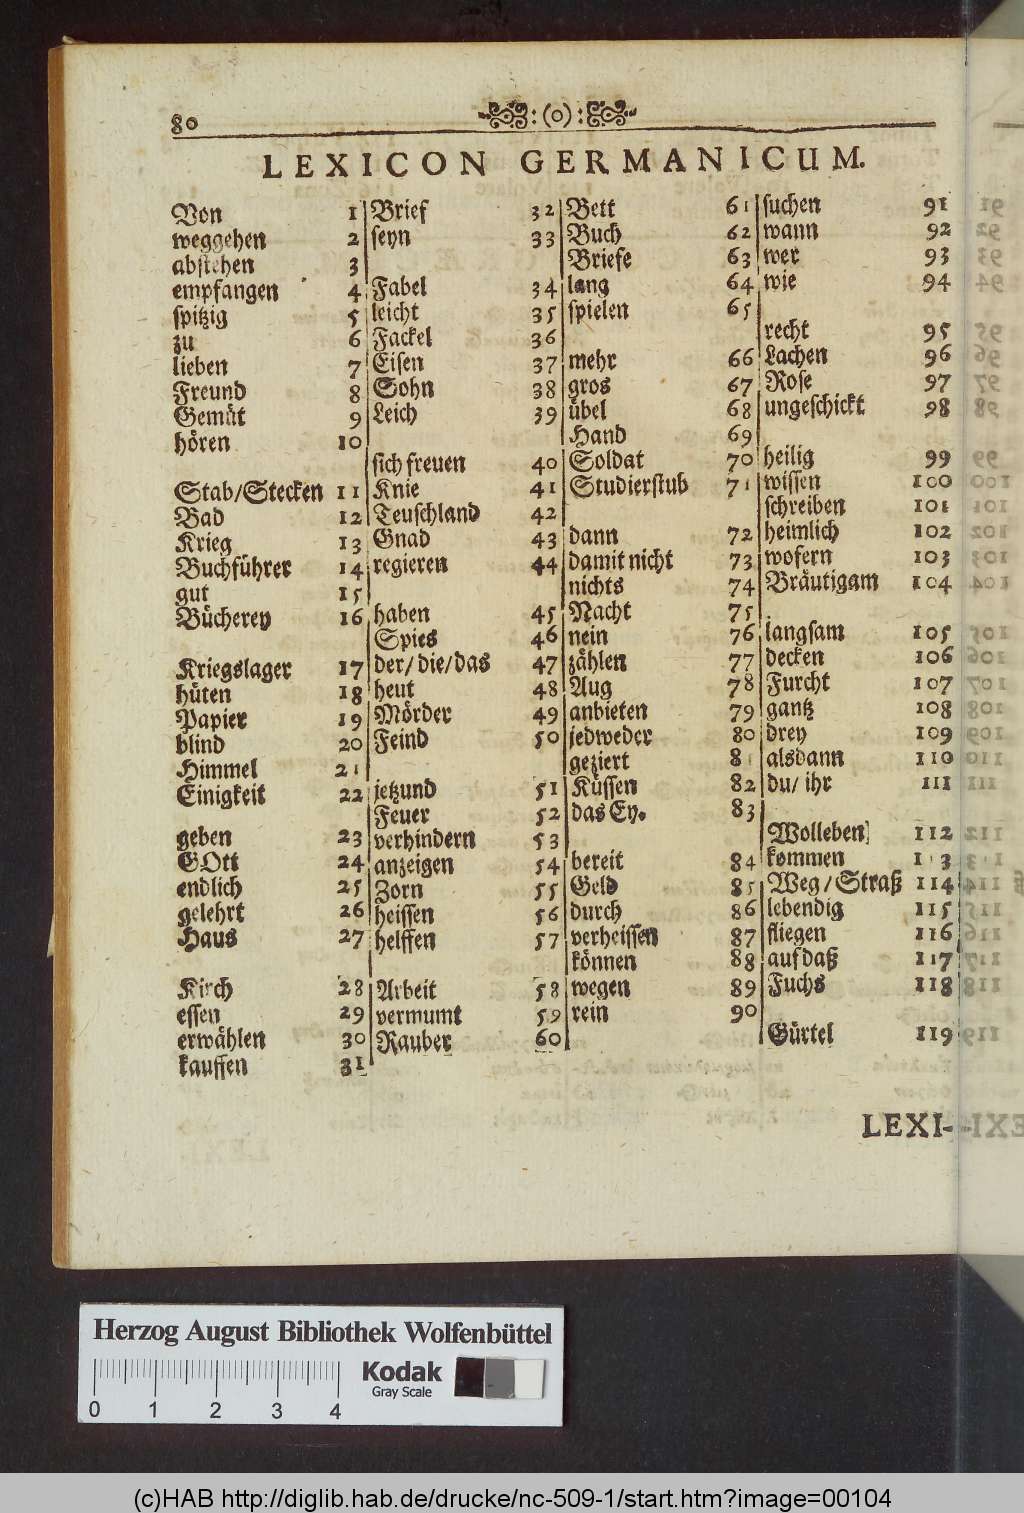 80 :(o):
LEXICON GERMANICUM.
Von 1
weggehen 2
abstehen 3
empfangen 4
spitzig 5
zu 6
lieben 7
Freund 8
Gemüt 9
hören 10
Stab/Stecken 11
Bad 12
Krieg 13
Buchführer 14
gut 15
Bücherey 16
Kriegslager 17
hüten 18
Papier 19
blind 20
Himmel 21
Einigkeit 22
geben 23
GOtt 24
endlich 25
gelehrt 26
Haus 27
Kirch 28
essen 29
erwählen 30
kauffen 31
Brief 32
seyn 33
Fabel 34
leicht 35
Fackel 36
Eisen 37
Sohn 38
Leich 39
sich freuen 40
Knie 41
Teuschland 42
Gnad 43
regieren 44
haben 45
Spies 46
der/die/das 47
heut 48
Mörder 49
Feind 50
jetzund 51
Feuer 52
verhindern 53
anzeigen 54
Zorn 55
heissen 56
helffen 57
Arbeit 58
vermumt 59
Rauber 60
Bett 61
Buch 62
Briefe 63
lang 64
spielen 65
mehr 66
gros 67
übel 68
Hand 69
Soldat 70
Studierstub 71
dann 72
damit nicht 73
nichts 74
Nacht 75
nein 76
zählen 77
Aug 78
anbieten 79
jedweder 80
geziert 81
Küssen 82
das Ey. 83
bereit 84
Geld 85
durch 86
verheissen 87
können 88
wegen 89
rein 90
suchen 91
wann 92
wer 93
wie 94
recht 95
Lachen 96
Rose 97
ungeschickt 98
heilig 99
wissen 100
schreiben 101
heimlich 102
wofern 103
Bräutigam 104
langsam 105
decken 106
Furcht 107
gantz 108
drey 109
alsdann 110
du/ ihr 111
Wolleben 112
kommen 113
Weg/Straß 114
lebendig 115
fliegen 116
auf daß 117
Fuchs 118
Gürtel 119
LEXI-
Herzog August Bibliothek Wolfenbüttel
Kodak
Gray Scale
0 1 2 3 4
(c)HAB http://diglib.hab.de/drucke/nc-509-1/start.htm?image=00104